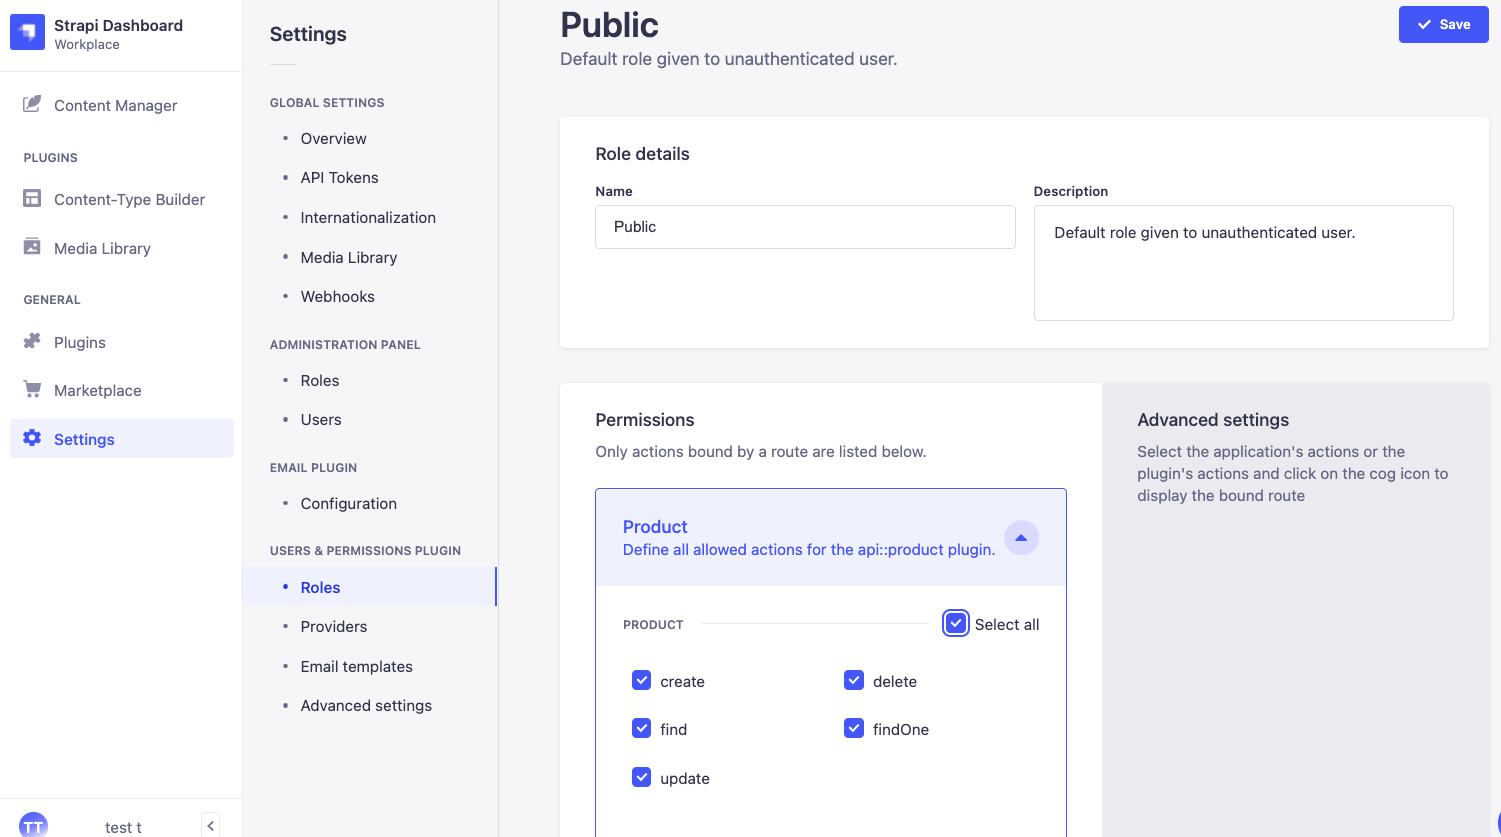 Strapi Dashboard
Workplace
Content Manager
PLUGINS
Content-Type Builder
Media Library
GENERAL
Plugins
Marketplace
Settings
TT
test t
Settings
GLOBAL SETTINGS
Overview
API Tokens
Internationalization
Media Library
Webhooks
ADMINISTRATION PANEL
Roles
Users
EMAIL PLUGIN
Configuration
USERS & PERMISSIONS PLUGIN
Roles
Providers
Email templates
Advanced settings
Public
Default role given to unauthenticated user.
Save
Role details
Name
Public
Description
Default role given to unauthenticated user.
Permissions
Only actions bound by a route are listed below.
Product
Define all allowed actions for the api::product plugin.
PRODUCT
Select all
create
delete
find
findOne
update
Advanced settings
Select the application's actions or the
plugin's actions and click on the cog icon to
display the bound route